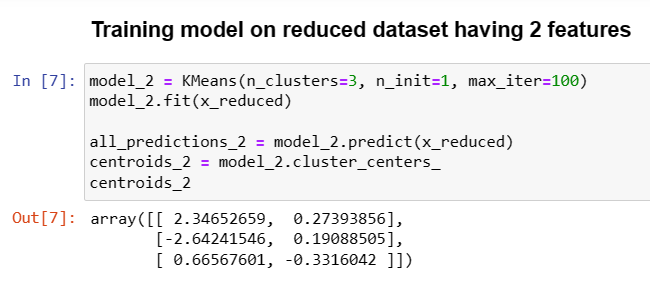 Training model on reduced dataset having 2 features
In [7]: model_2 = KMeans(n_clusters=3, n_init=1, max_iter=100)
model_2.fit(x_reduced)
all_predictions_2 = model_2.predict(x_reduced)
centroids_2 = model_2.cluster_centers_
centroids_2
Out[7]: array([[ 2.34652659,  0.27393856],
[-2.64241546,  0.19088505],
[ 0.66567601, -0.3316042 ]])